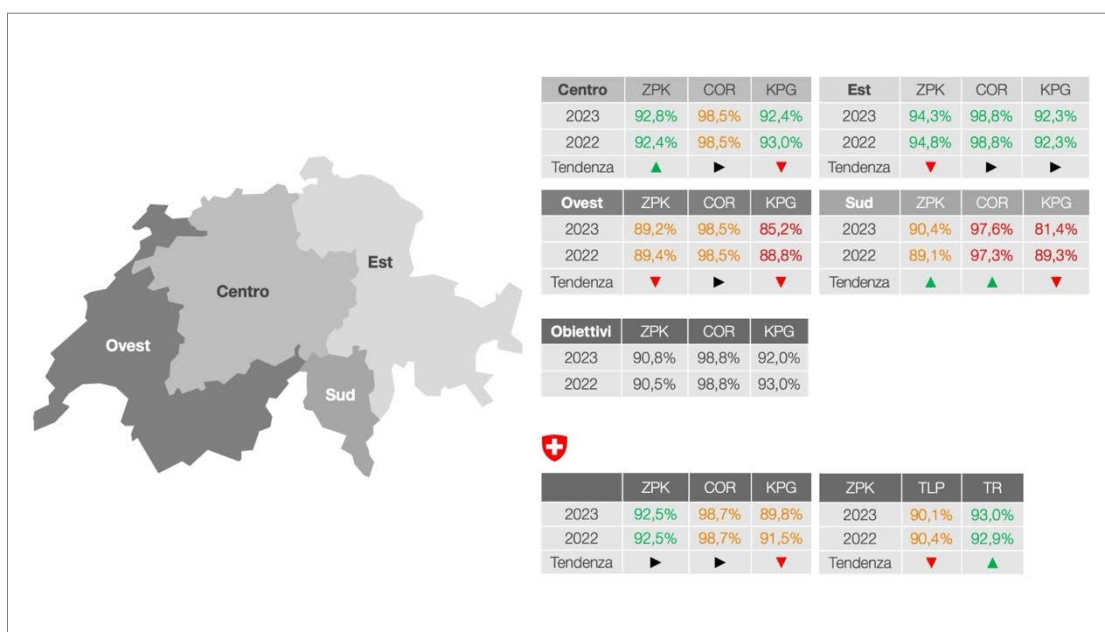 Centro ZPK COR KPG
2023 92,8% 98,5% 92,4%
2022 92,4% 98,5% 93,0%
Tendenza ▲ ► ▼
Est ZPK COR KPG
2023 94,3% 98,8% 92,3%
2022 94,8% 98,8% 92,3%
Tendenza ▼ ► ►
Ovest ZPK COR KPG
2023 89,2% 98,5% 85,2%
2022 89,4% 98,5% 88,8%
Tendenza ▼ ► ▼
Sud ZPK COR KPG
2023 90,4% 97,6% 81,4%
2022 89,1% 97,3% 89,3%
Tendenza ▲ ▲ ▼
Est
Centro
Ovest
Sud
Obiettivi ZPK COR KPG
2023 90,8% 98,8% 92,0%
2022 90,5% 98,8% 93,0%
ZPK COR KPG
2023 92,5% 98,7% 89,8%
2022 92,5% 98,7% 91,5%
Tendenza ► ► ▼
ZPK TLP TR
2023 90,1% 93,0%
2022 90,4% 92,9%
Tendenza ▼ ▲